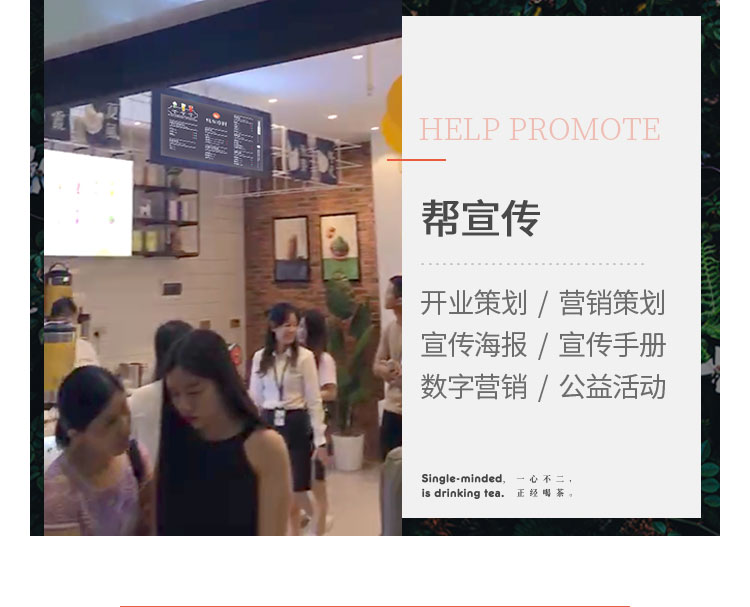 HELP PROMOTE
帮宣传
开业策划 / 营销策划
宣传海报 / 宣传手册
数字营销 / 公益活动
Single-minded, 一心不二，
is drinking tea. 正经喝茶。